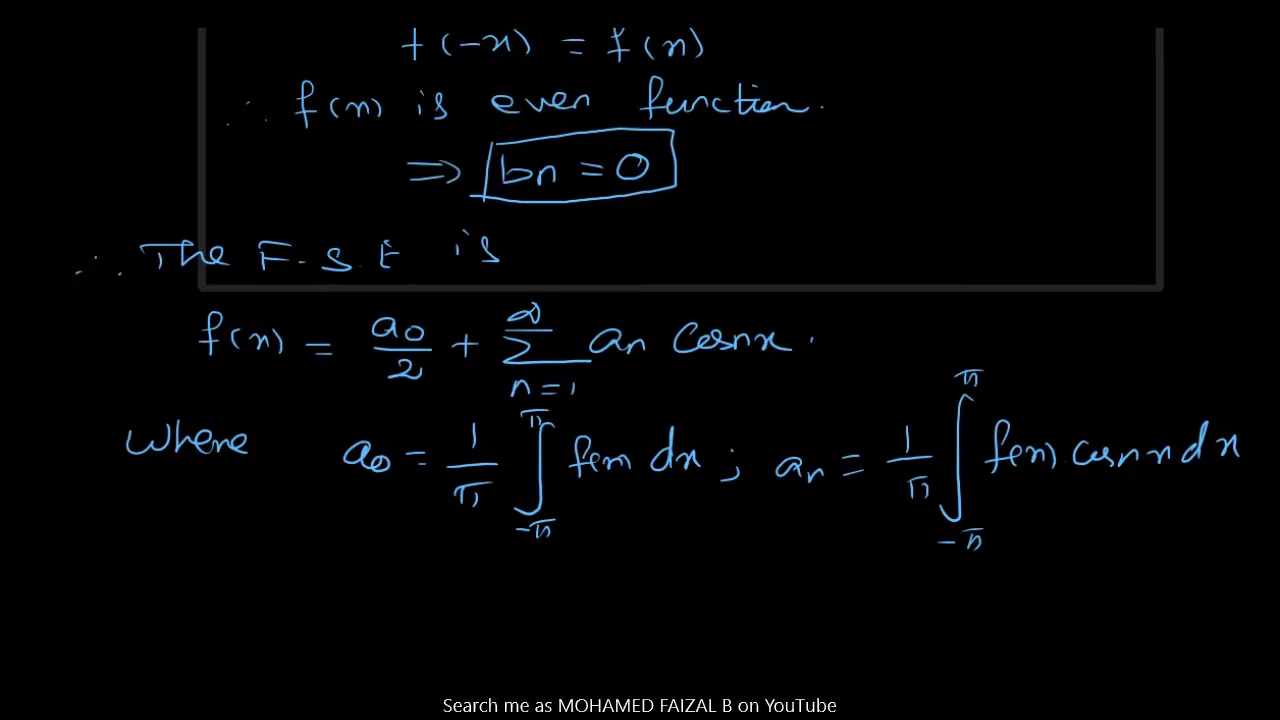 f(-x) = f(x)
∴ f(x) is even function.
⇒ bn = 0
∴ The F.S.E is
f(x) = a0/2 + ∞ Σ n=1 an cosnx.
where a0 = 1/π ∫ -π π f(x) dx ; an = 1/π ∫ -π π f(x) cosnx dx
Search me as MOHAMED FAIZAL B on YouTube